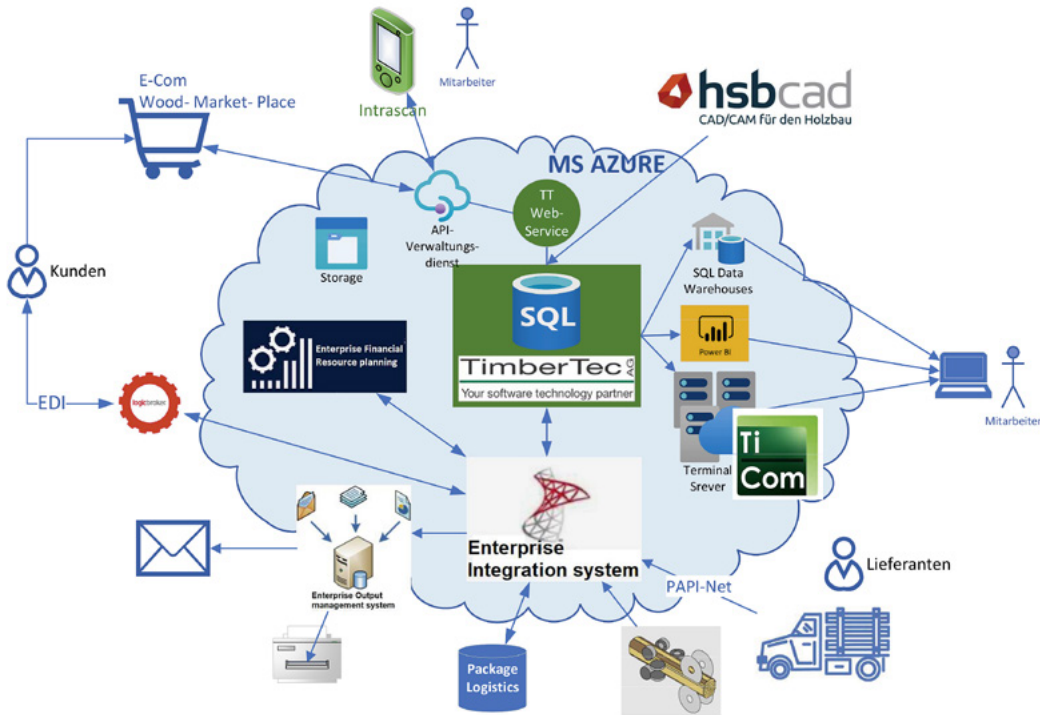 Mitarbeiter
E-Com
Wood- Market- Place
Intrascan
hsbcad
CAD/CAM für den Holzbau
MS AZURE
TT
Web-
Service
API-
Verwaltungs-
dienst
Storage
SQL Data
Warehouses
Kunden
SQL
Enterprise Financial
Resource planning
Power BI
TimberTec AG
Your software technology partner
EDI
logicbroker
Mitarbeiter
Terminal
Srever
Ti
Com
Enterprise
Integration system
Enterprise Output
management system
PAPI-Net
Lieferanten
Package
Logistics